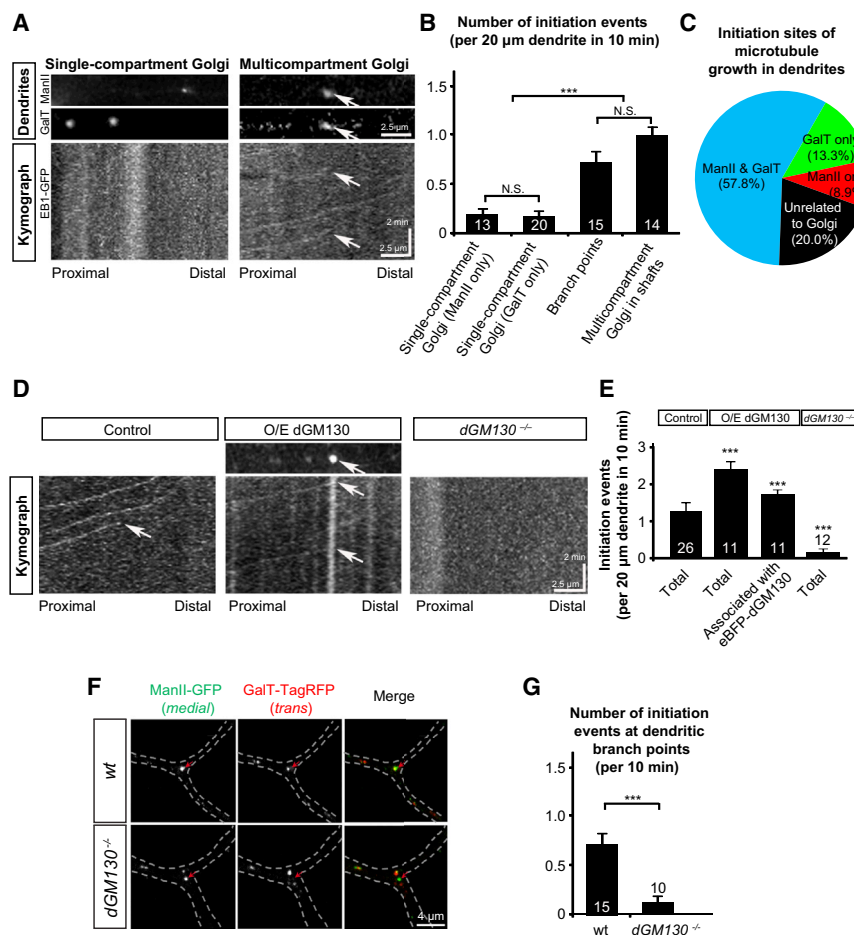 A
Single-compartment Golgi
Multicompartment Golgi
Dendrites
ManII
GalT
2.5 µm
Kymograph
EB1-GFP
2 min
2.5 µm
Proximal
Distal
Proximal
Distal
B
Number of initiation events
(per 20 µm dendrite in 10 min)
1.5
1.0
0.5
0
***
N.S.
N.S.
13
20
15
14
Single-compartment
Golgi (ManII only)
Single-compartment
Golgi (GalT only)
Branch points
Multicompartment
Golgi in shafts
C
Initiation sites of
microtubule
growth in dendrites
ManII & GalT
(57.8%)
GalT only
(13.3%)
ManII on
(8.9%
Unrelated
to Golgi
(20.0%)
D
Control
O/E dGM130
dGM130 -/-
Kymograph
2 min
2.5 µm
Proximal
Distal
Proximal
Distal
E
Control
O/E dGM130
dGM130 -/-
Initiation events
(per 20 µm dendrite in 10 min)
3
2
1
0
***
***
***
26
11
11
12
Total
Total
Associated with
eBFP-dGM130
Total
F
ManII-GFP
(medial)
GalT-TagRFP
(trans)
Merge
wt
dGM130 -/-
4 µm
G
Number of initiation
events at dendritic
branch points
(per 10 min)
1.5
1.0
0.5
0
***
15
10
wt
dGM130 -/-